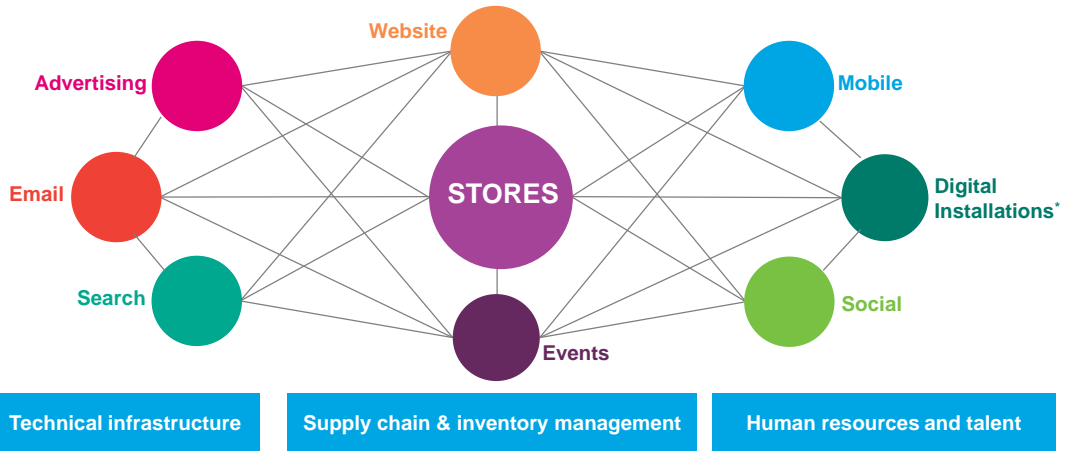 Website
Advertising
Mobile
Email
STORES
Digital
Installations*
Search
Social
Events
Technical infrastructure
Supply chain & inventory management
Human resources and talent